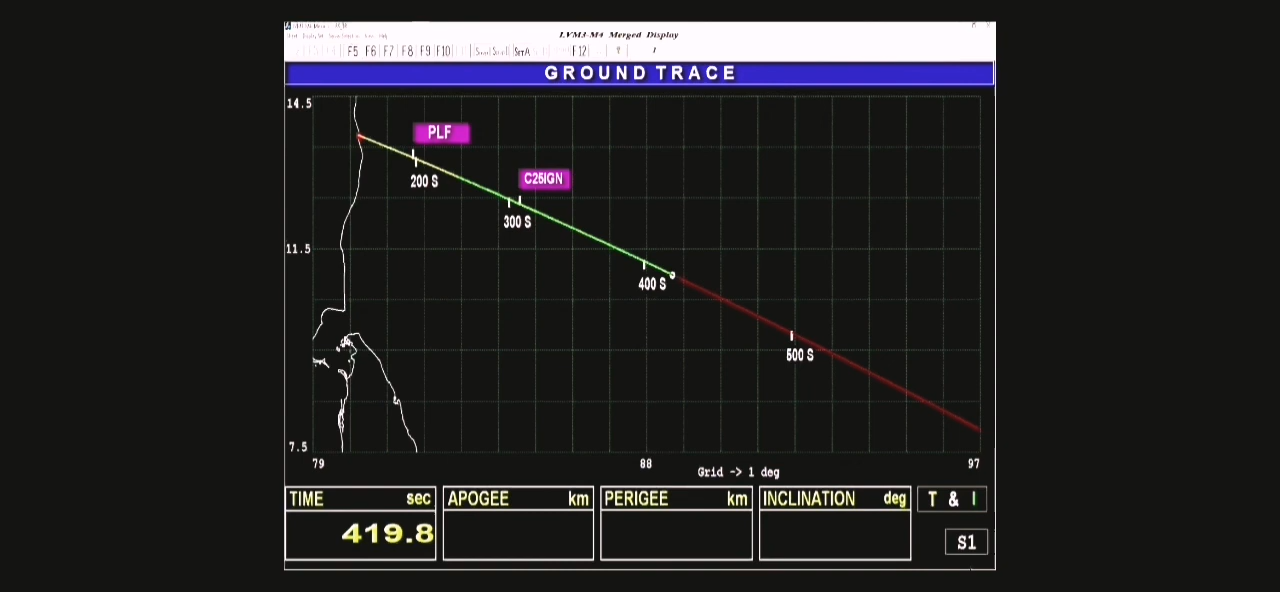 LVM3-M4 Merged Display
F5 F6 F7 F8 F9 F10 SetA F12 ?
GROUND TRACE
14.5
PLF
200 S
C25IGN
300 S
11.5
400 S
500 S
7.5
79 88 97
Grid -> 1 deg
TIME sec APOGEE km PERIGEE km INCLINATION deg T & I
419.8
S1